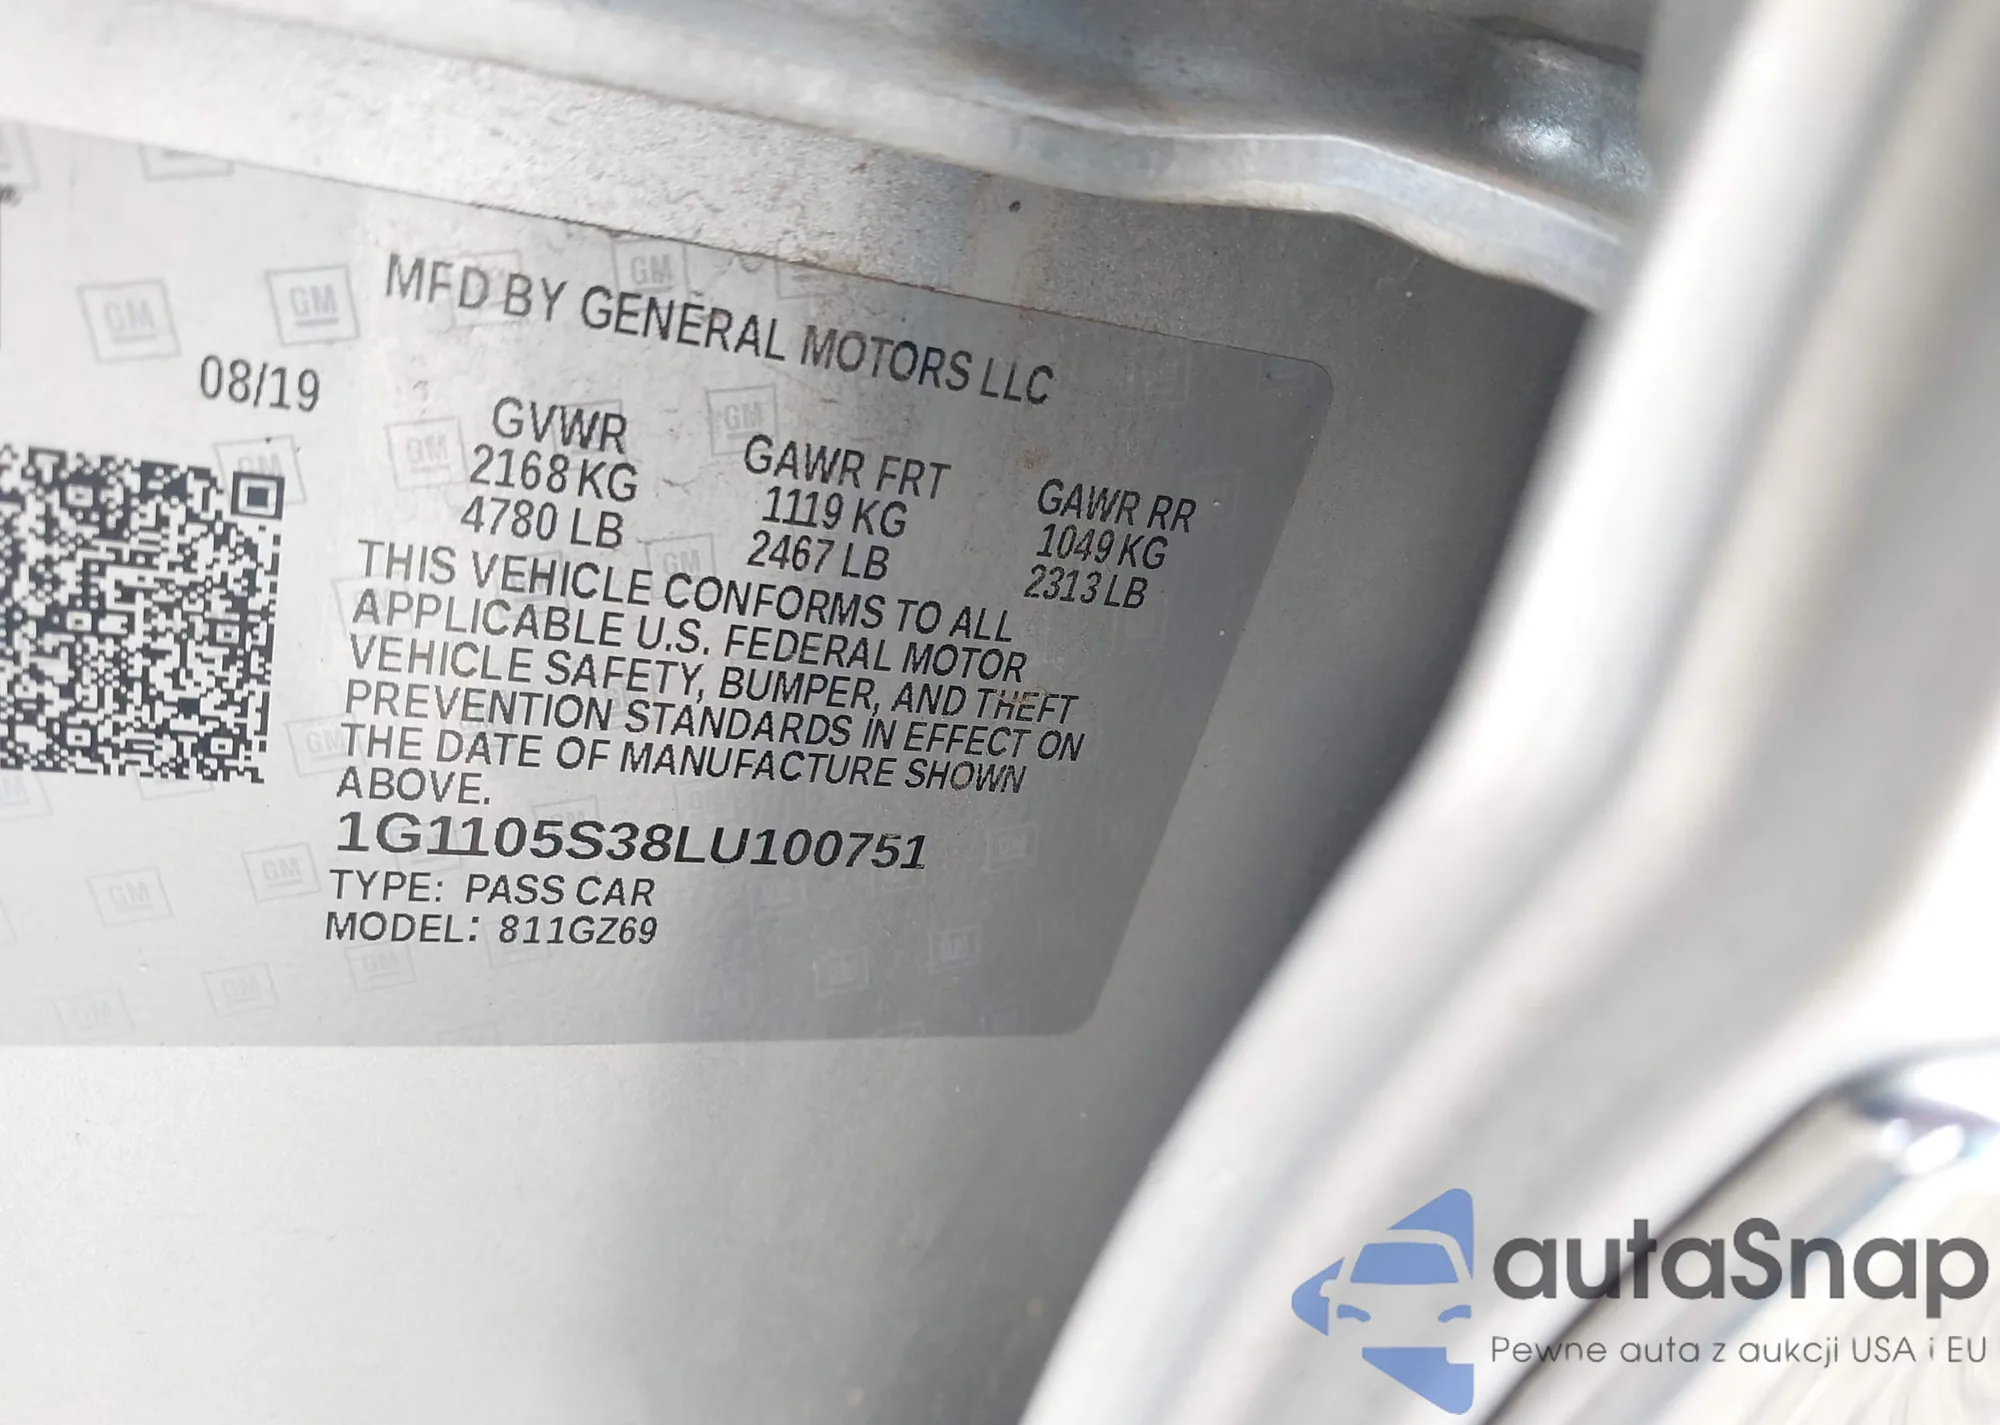 MFD BY GENERAL MOTORS LLC
08/19
GVWR GAWR FRT GAWR RR
2168 KG 1119 KG 1049 KG
4780 LB 2467 LB 2313 LB
THIS VEHICLE CONFORMS TO ALL
APPLICABLE U.S. FEDERAL MOTOR
VEHICLE SAFETY, BUMPER, AND THEFT
PREVENTION STANDARDS IN EFFECT ON
THE DATE OF MANUFACTURE SHOWN
ABOVE.
1G1105S38LU100751
TYPE: PASS CAR
MODEL: 811GZ69
autaSnap
Pewne auta z aukcji USA i EU